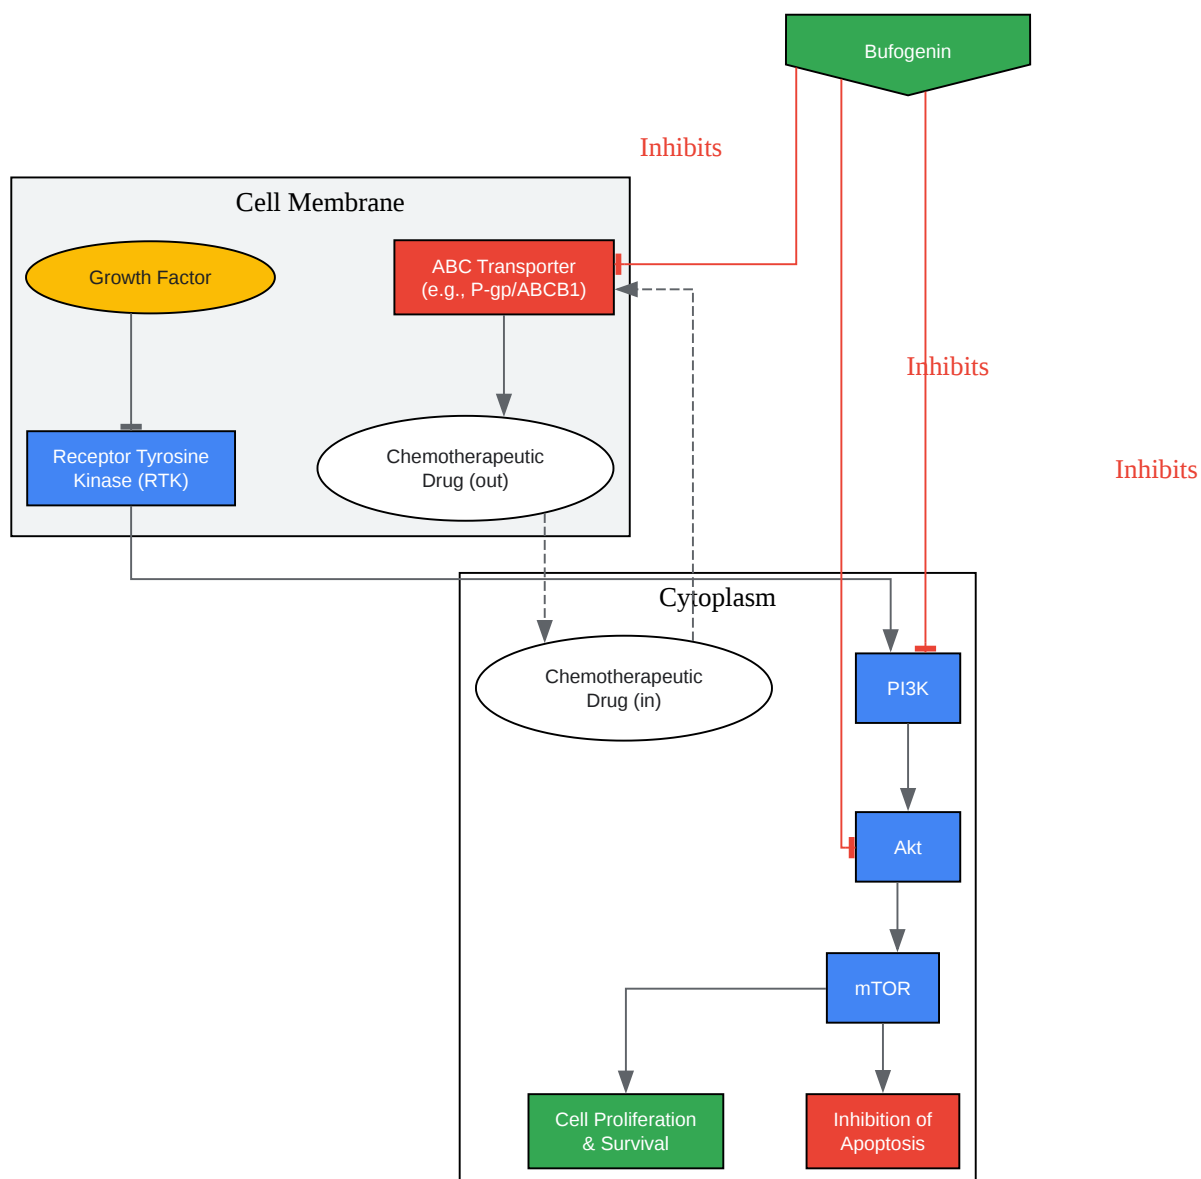 Bufogenin
Inhibits
Cell Membrane
Growth Factor
ABC Transporter
(e.g., P-gp/ABCB1)
Inhibits
Receptor Tyrosine
Kinase (RTK)
Chemotherapeutic
Drug (out)
Inhibits
Cytoplasm
Chemotherapeutic
Drug (in)
PI3K
Akt
mTOR
Cell Proliferation
& Survival
Inhibition of
Apoptosis